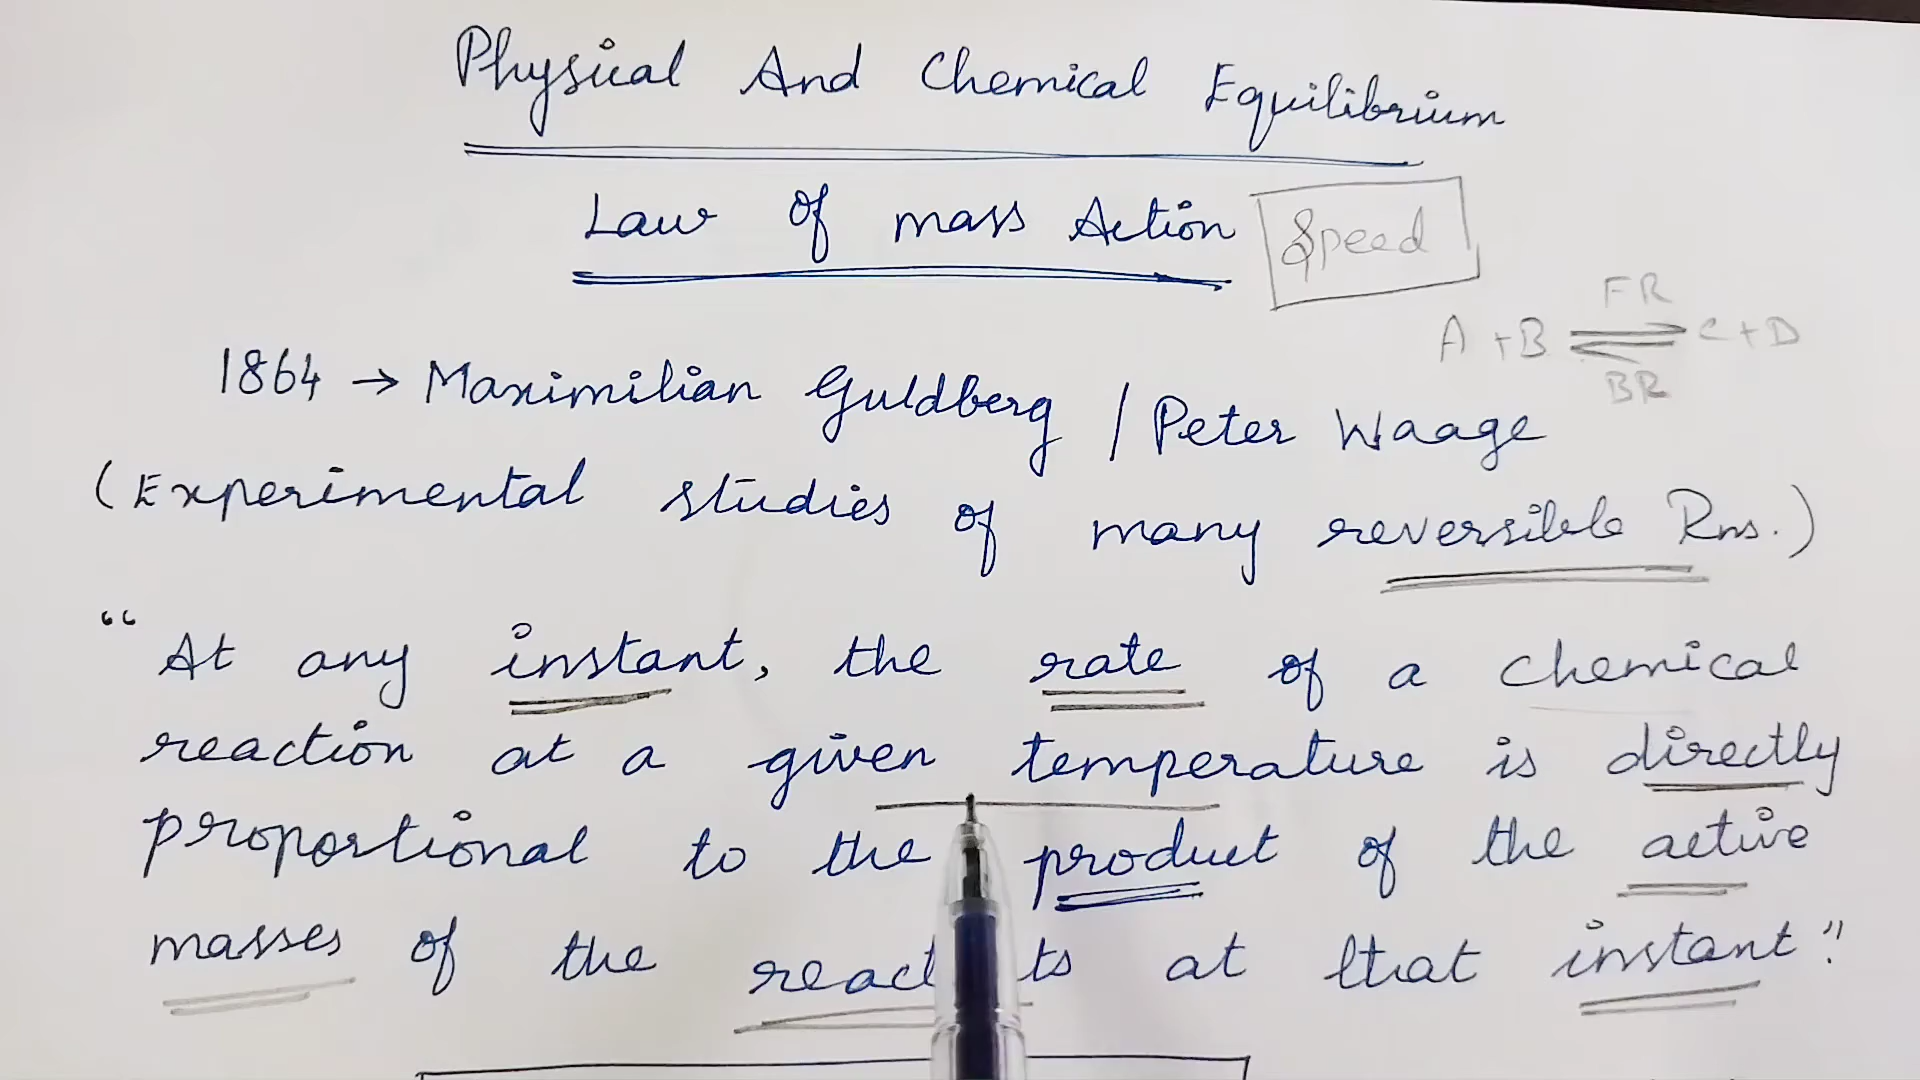 Physical And Chemical Equilibrium
Law of mass Action
Speed
FR
A + B ⇌ C + D
BR
1864 → Maximilian Guldberg / Peter Waage
(Experimental studies of many reversible Rns.)
“At any instant, the rate of a chemical
reaction at a given temperature is directly
proportional to the product of the active
masses of the at that instant”.